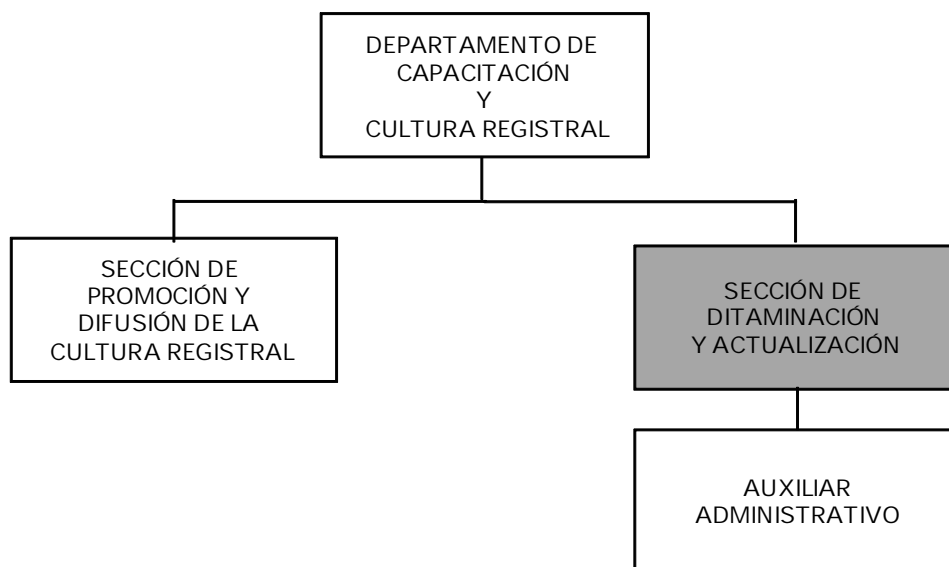 DEPARTAMENTO DE
CAPACITACIÓN
Y
CULTURA REGISTRAL
SECCIÓN DE
PROMOCIÓN Y
DIFUSIÓN DE LA
CULTURA REGISTRAL
SECCIÓN DE
DITAMINACIÓN
Y ACTUALIZACIÓN
AUXILIAR
ADMINISTRATIVO